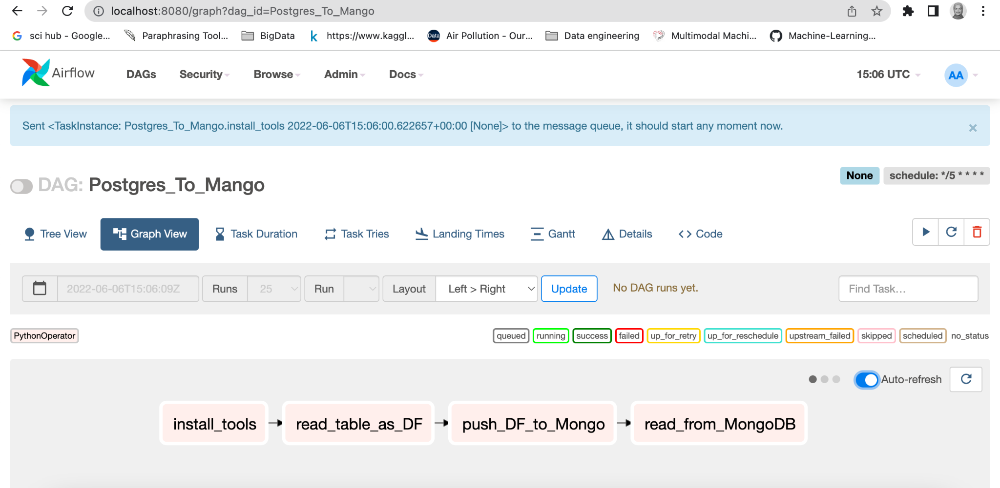 localhost:8080/graph?dag_id=Postgres_To_Mango
sci hub - Google... Paraphrasing Tool... BigData https://www.kaggl... Data Air Pollution - Our... Data engineering Multimodal Machi... Machine-Learning...
Airflow DAGs Security Browse Admin Docs 15:06 UTC AA
Sent <TaskInstance: Postgres_To_Mango.install_tools 2022-06-06T15:06:00.622657+00:00 [None]> to the message queue, it should start any moment now. ×
None schedule: */5 * * * *
DAG: Postgres_To_Mango
Tree View Graph View Task Duration Task Tries Landing Times Gantt Details <> Code
2022-06-06T15:06:09Z Runs 25 Run Layout Left > Right Update No DAG runs yet. Find Task...
PythonOperator queued running success failed up_for_retry up_for_reschedule upstream_failed skipped scheduled no_status
Auto-refresh
install_tools read_table_as_DF push_DF_to_Mongo read_from_MongoDB